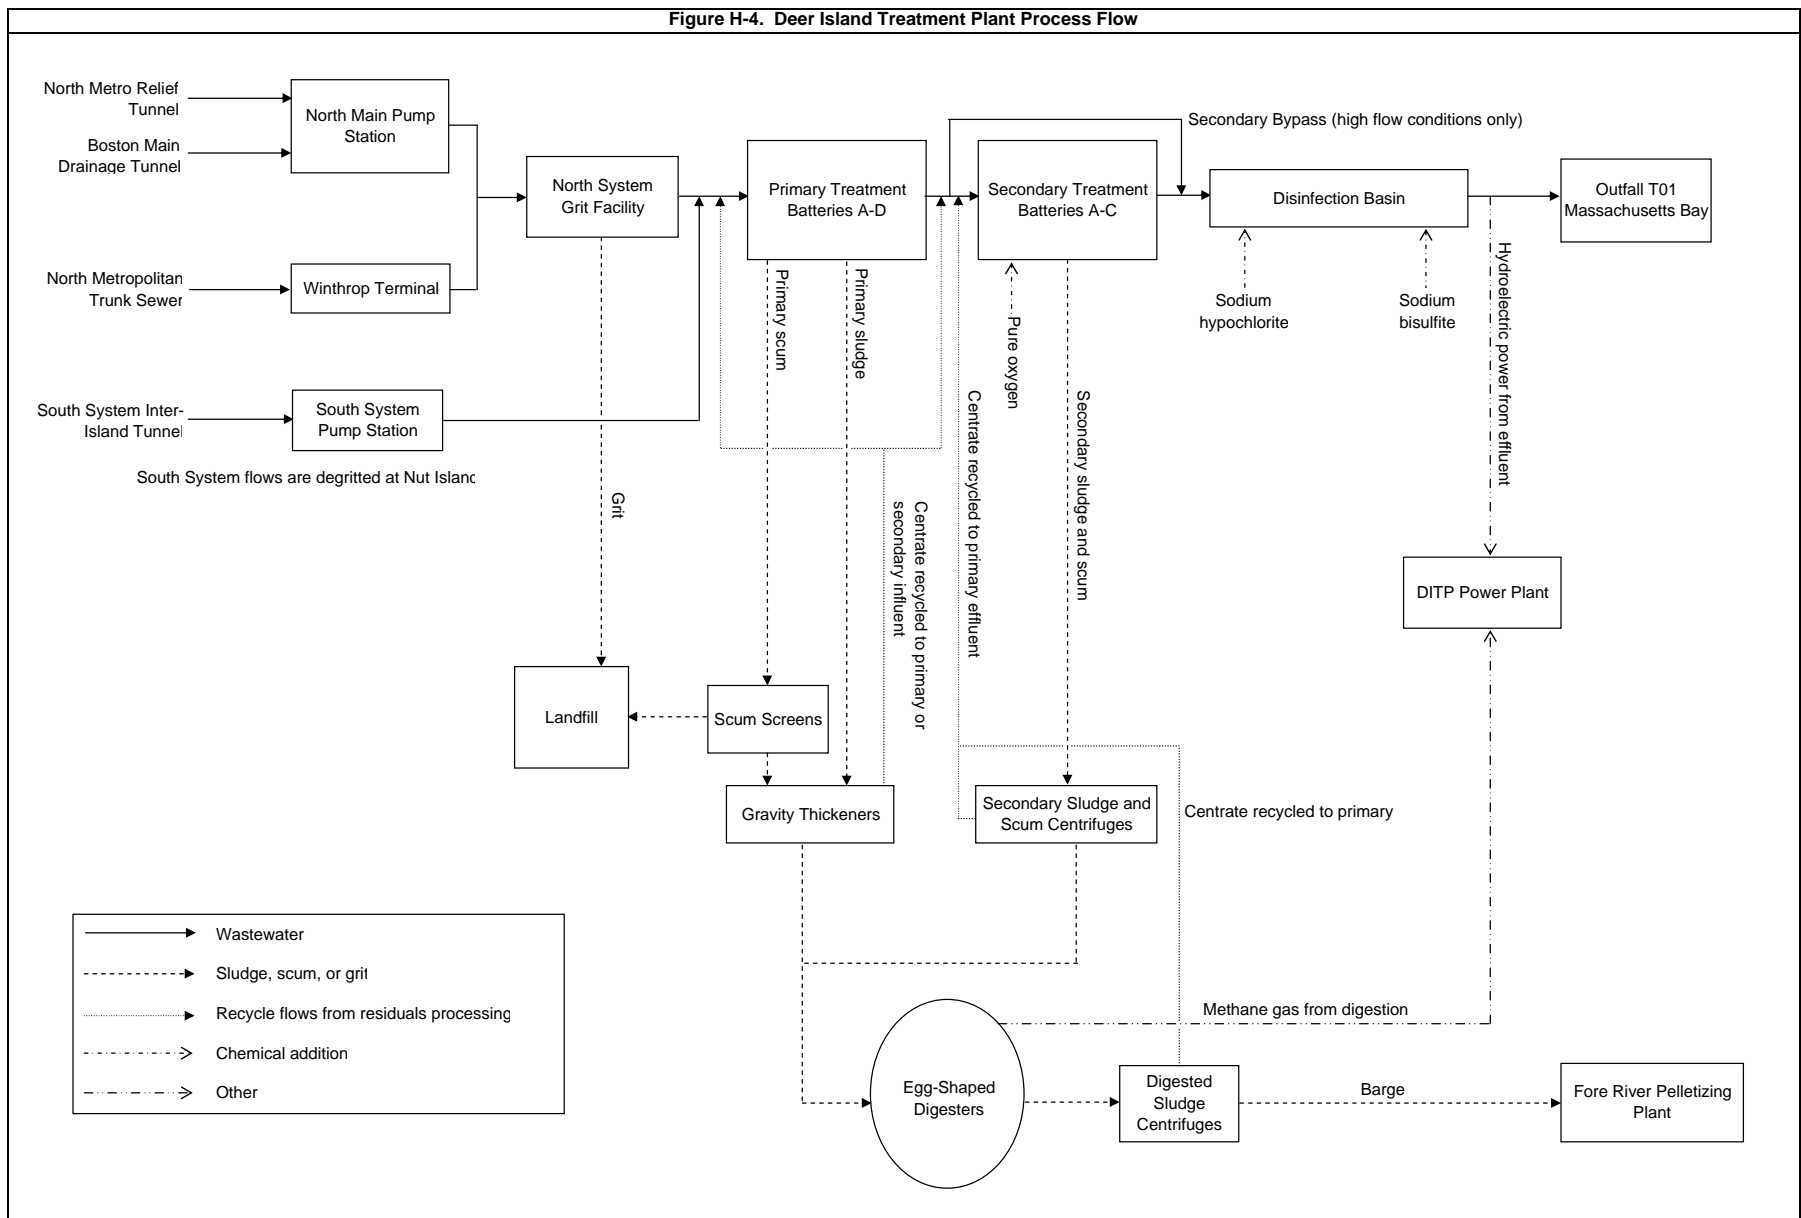 Figure H-4. Deer Island Treatment Plant Process Flow
North Metro Relief
Tunnel
North Main Pump
Station
Boston Main
Drainage Tunnel
Secondary Bypass (high flow conditions only)
North System
Grit Facility
Primary Treatment
Batteries A-D
Secondary Treatment
Batteries A-C
Disinfection Basin
Outfall T01
Massachusetts Bay
North Metropolitan
Trunk Sewer
Winthrop Terminal
Primary scum
Primary sludge
Pure oxygen
Sodium
hypochlorite
Sodium
bisulfite
Hydroelectric power from effluent
South System Inter-
Island Tunnel
South System
Pump Station
South System flows are degritted at Nut Island
Grit
Centrate recycled to primary or
secondary influent
Centrate recycled to primary effluent
Secondary sludge and scum
DITP Power Plant
Landfill
Scum Screens
Gravity Thickeners
Secondary Sludge and
Scum Centrifuges
Centrate recycled to primary
Wastewater
Sludge, scum, or grit
Recycle flows from residuals processing
Chemical addition
Other
Methane gas from digestion
Egg-Shaped
Digesters
Digested
Sludge
Centrifuges
Barge
Fore River Pelletizing
Plant